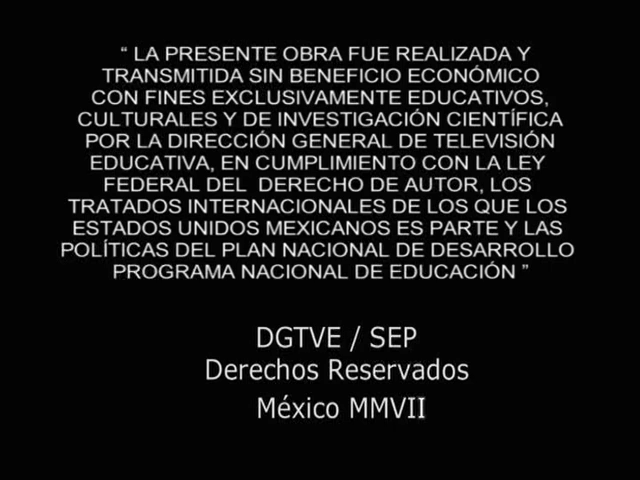 “ LA PRESENTE OBRA FUE REALIZADA Y
TRANSMITIDA SIN BENEFICIO ECONÓMICO
CON FINES EXCLUSIVAMENTE EDUCATIVOS,
CULTURALES Y DE INVESTIGACIÓN CIENTÍFICA
POR LA DIRECCIÓN GENERAL DE TELEVISIÓN
EDUCATIVA, EN CUMPLIMIENTO CON LA LEY
FEDERAL DEL DERECHO DE AUTOR, LOS
TRATADOS INTERNACIONALES DE LOS QUE LOS
ESTADOS UNIDOS MEXICANOS ES PARTE Y LAS
POLÍTICAS DEL PLAN NACIONAL DE DESARROLLO
PROGRAMA NACIONAL DE EDUCACIÓN ”
DGTVE / SEP
Derechos Reservados
México MMVII